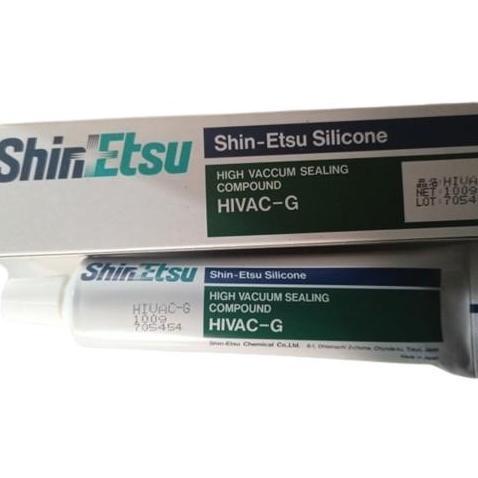 Shin Etsu
Shin-Etsu Silicone
HIGH VACCUM SEALING
COMPOUND
HIVAC-G
HIVA
NET:1009
LOT:7054
Shin Etsu
Shin-Etsu Silicone
HIGH VACUUM SEALING
COMPOUND
HIVAC-G
HIVAC-G
1009
705454
Shin-Etsu Chemical Co.,Ltd.
Made in Japan